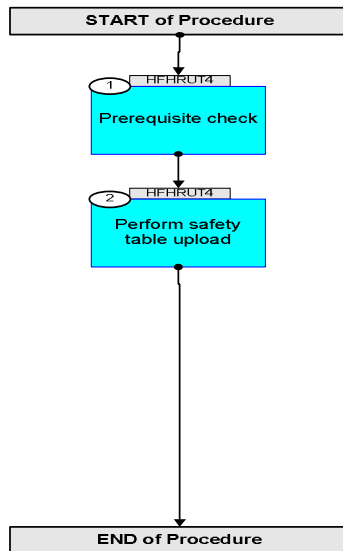 START of Procedure
HFHRUT4
1
Prerequisite check
HFHRUT4
2
Perform safety
table upload
END of Procedure